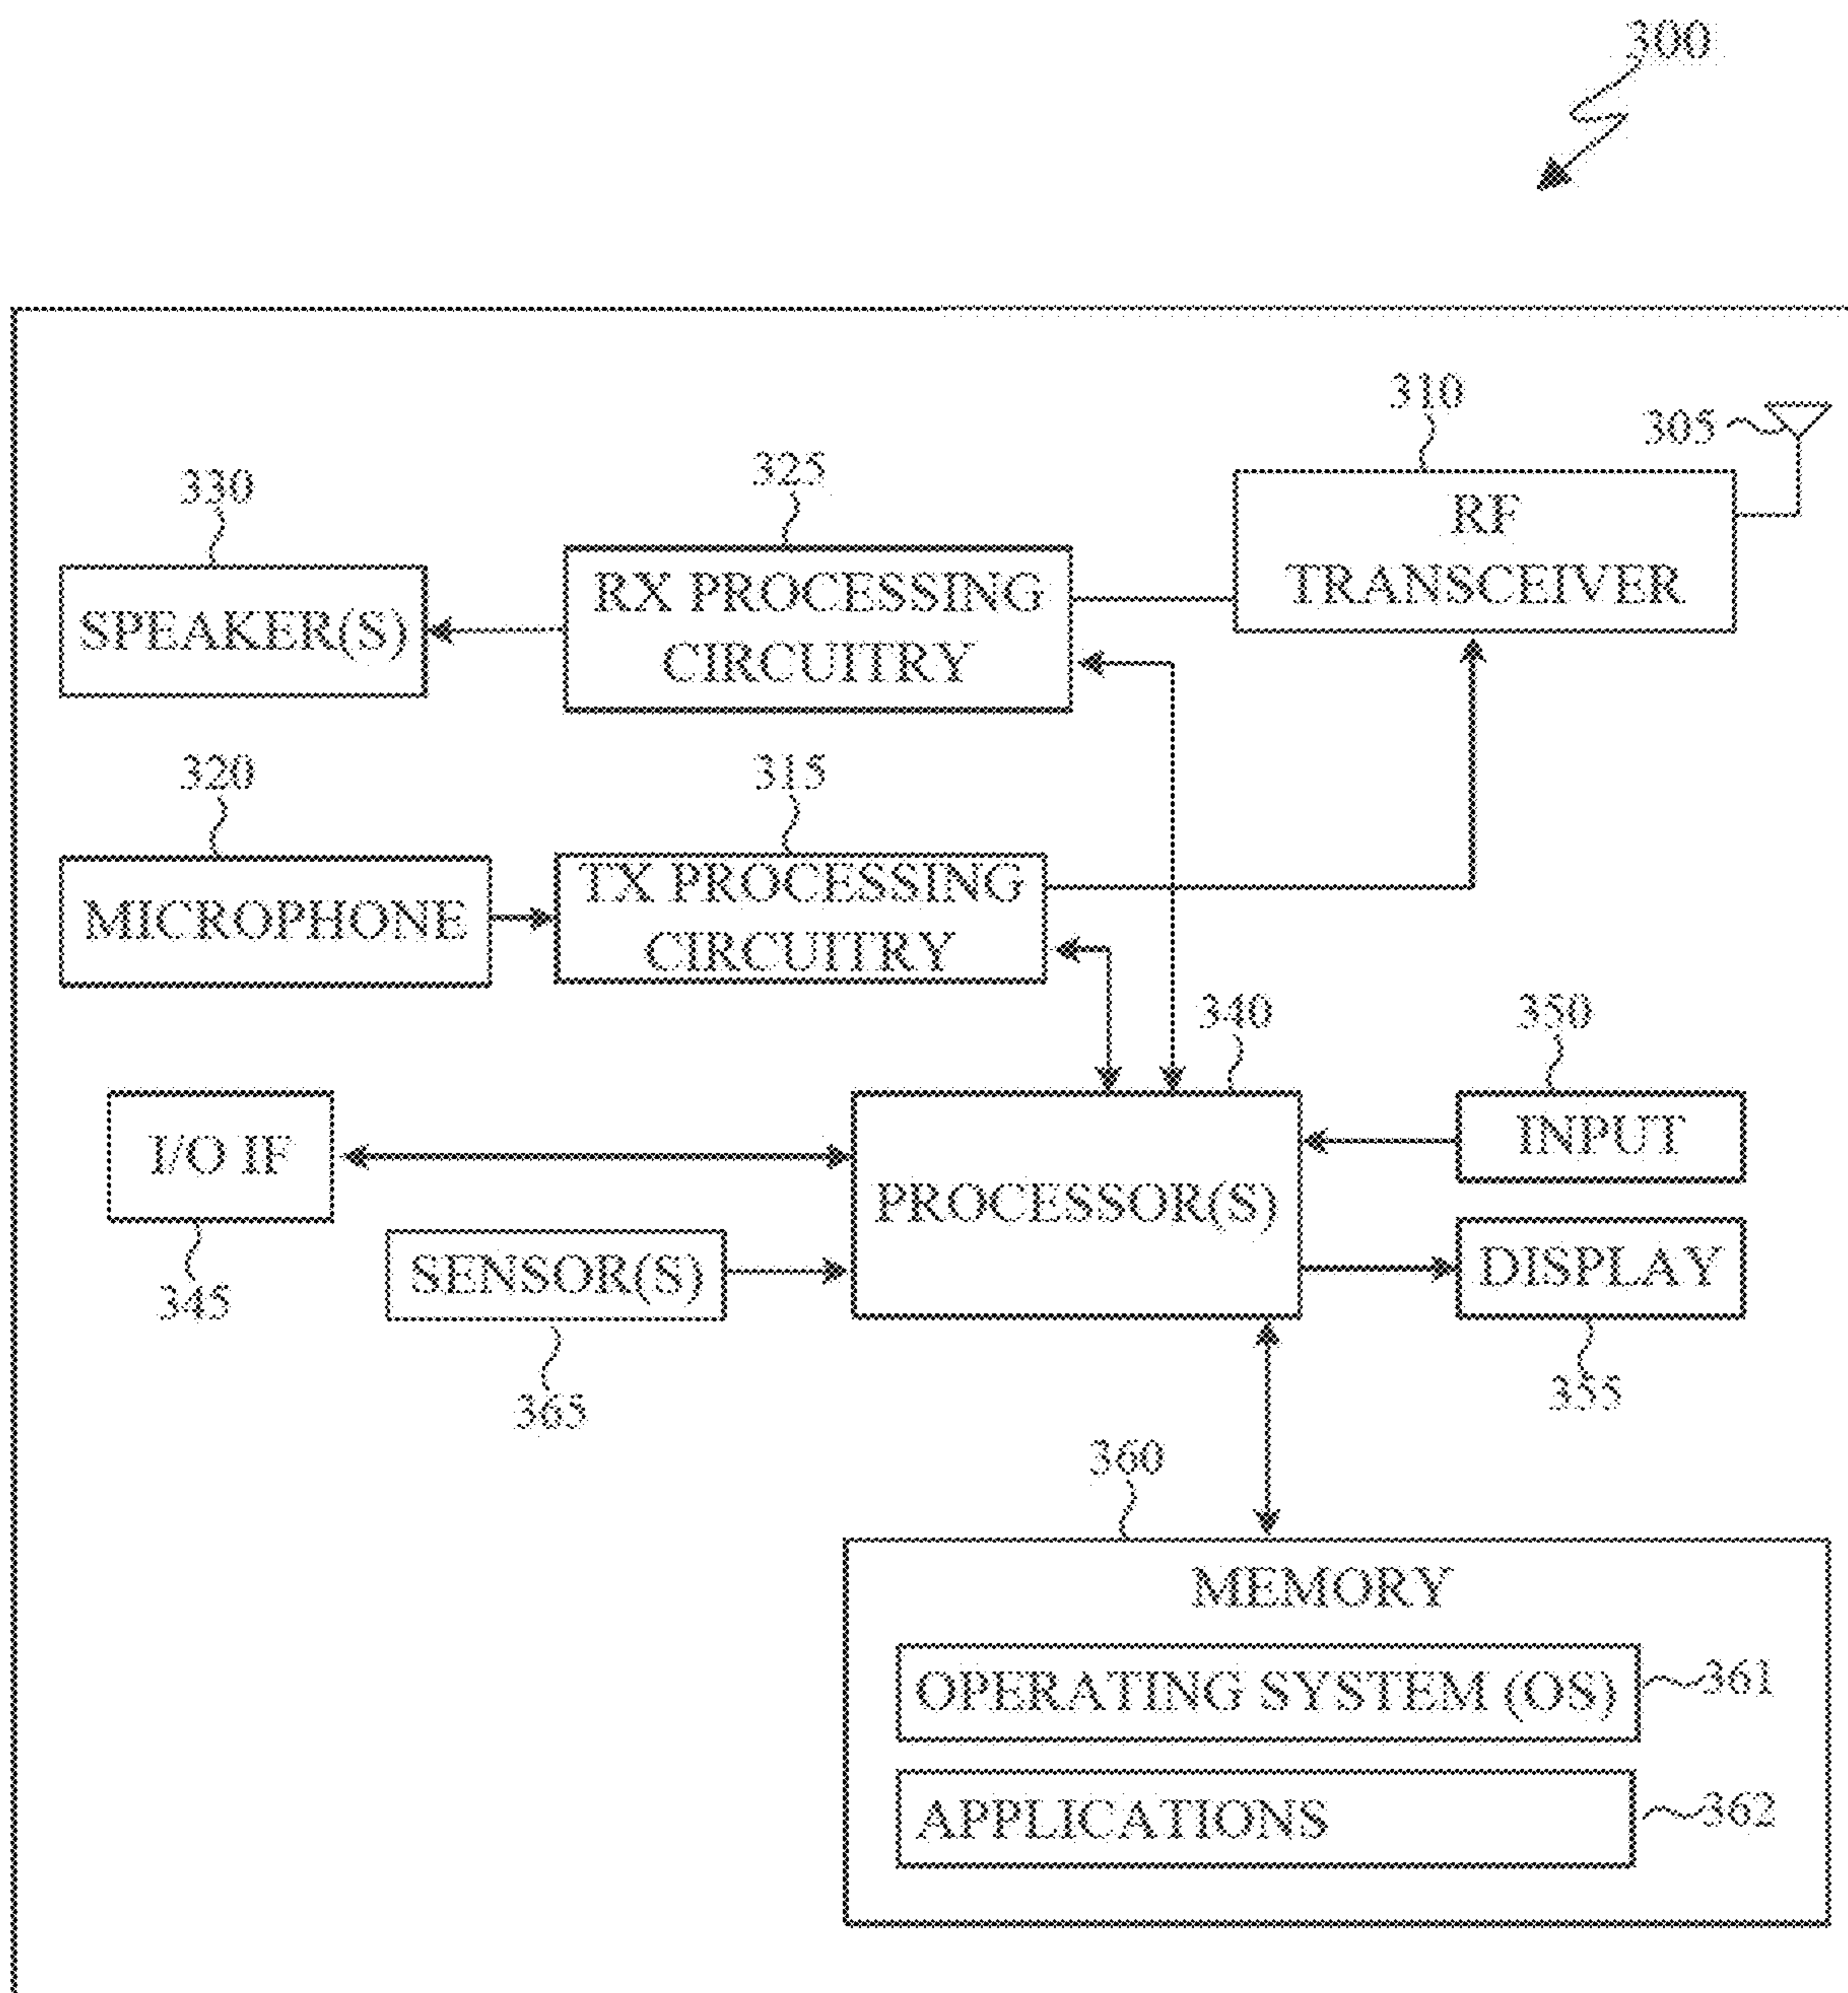 300
310
305
325
330
RF
TRANSCEIVER
RX PROCESSING
CIRCUITRY
SPEAKER(S)
320
315
TX PROCESSING
CIRCUITRY
MICROPHONE
340
350
I/O IF
INPUT
PROCESSOR(S)
SENSOR(S)
DISPLAY
345
365
355
360
MEMORY
OPERATING SYSTEM (OS)
361
APPLICATIONS
362